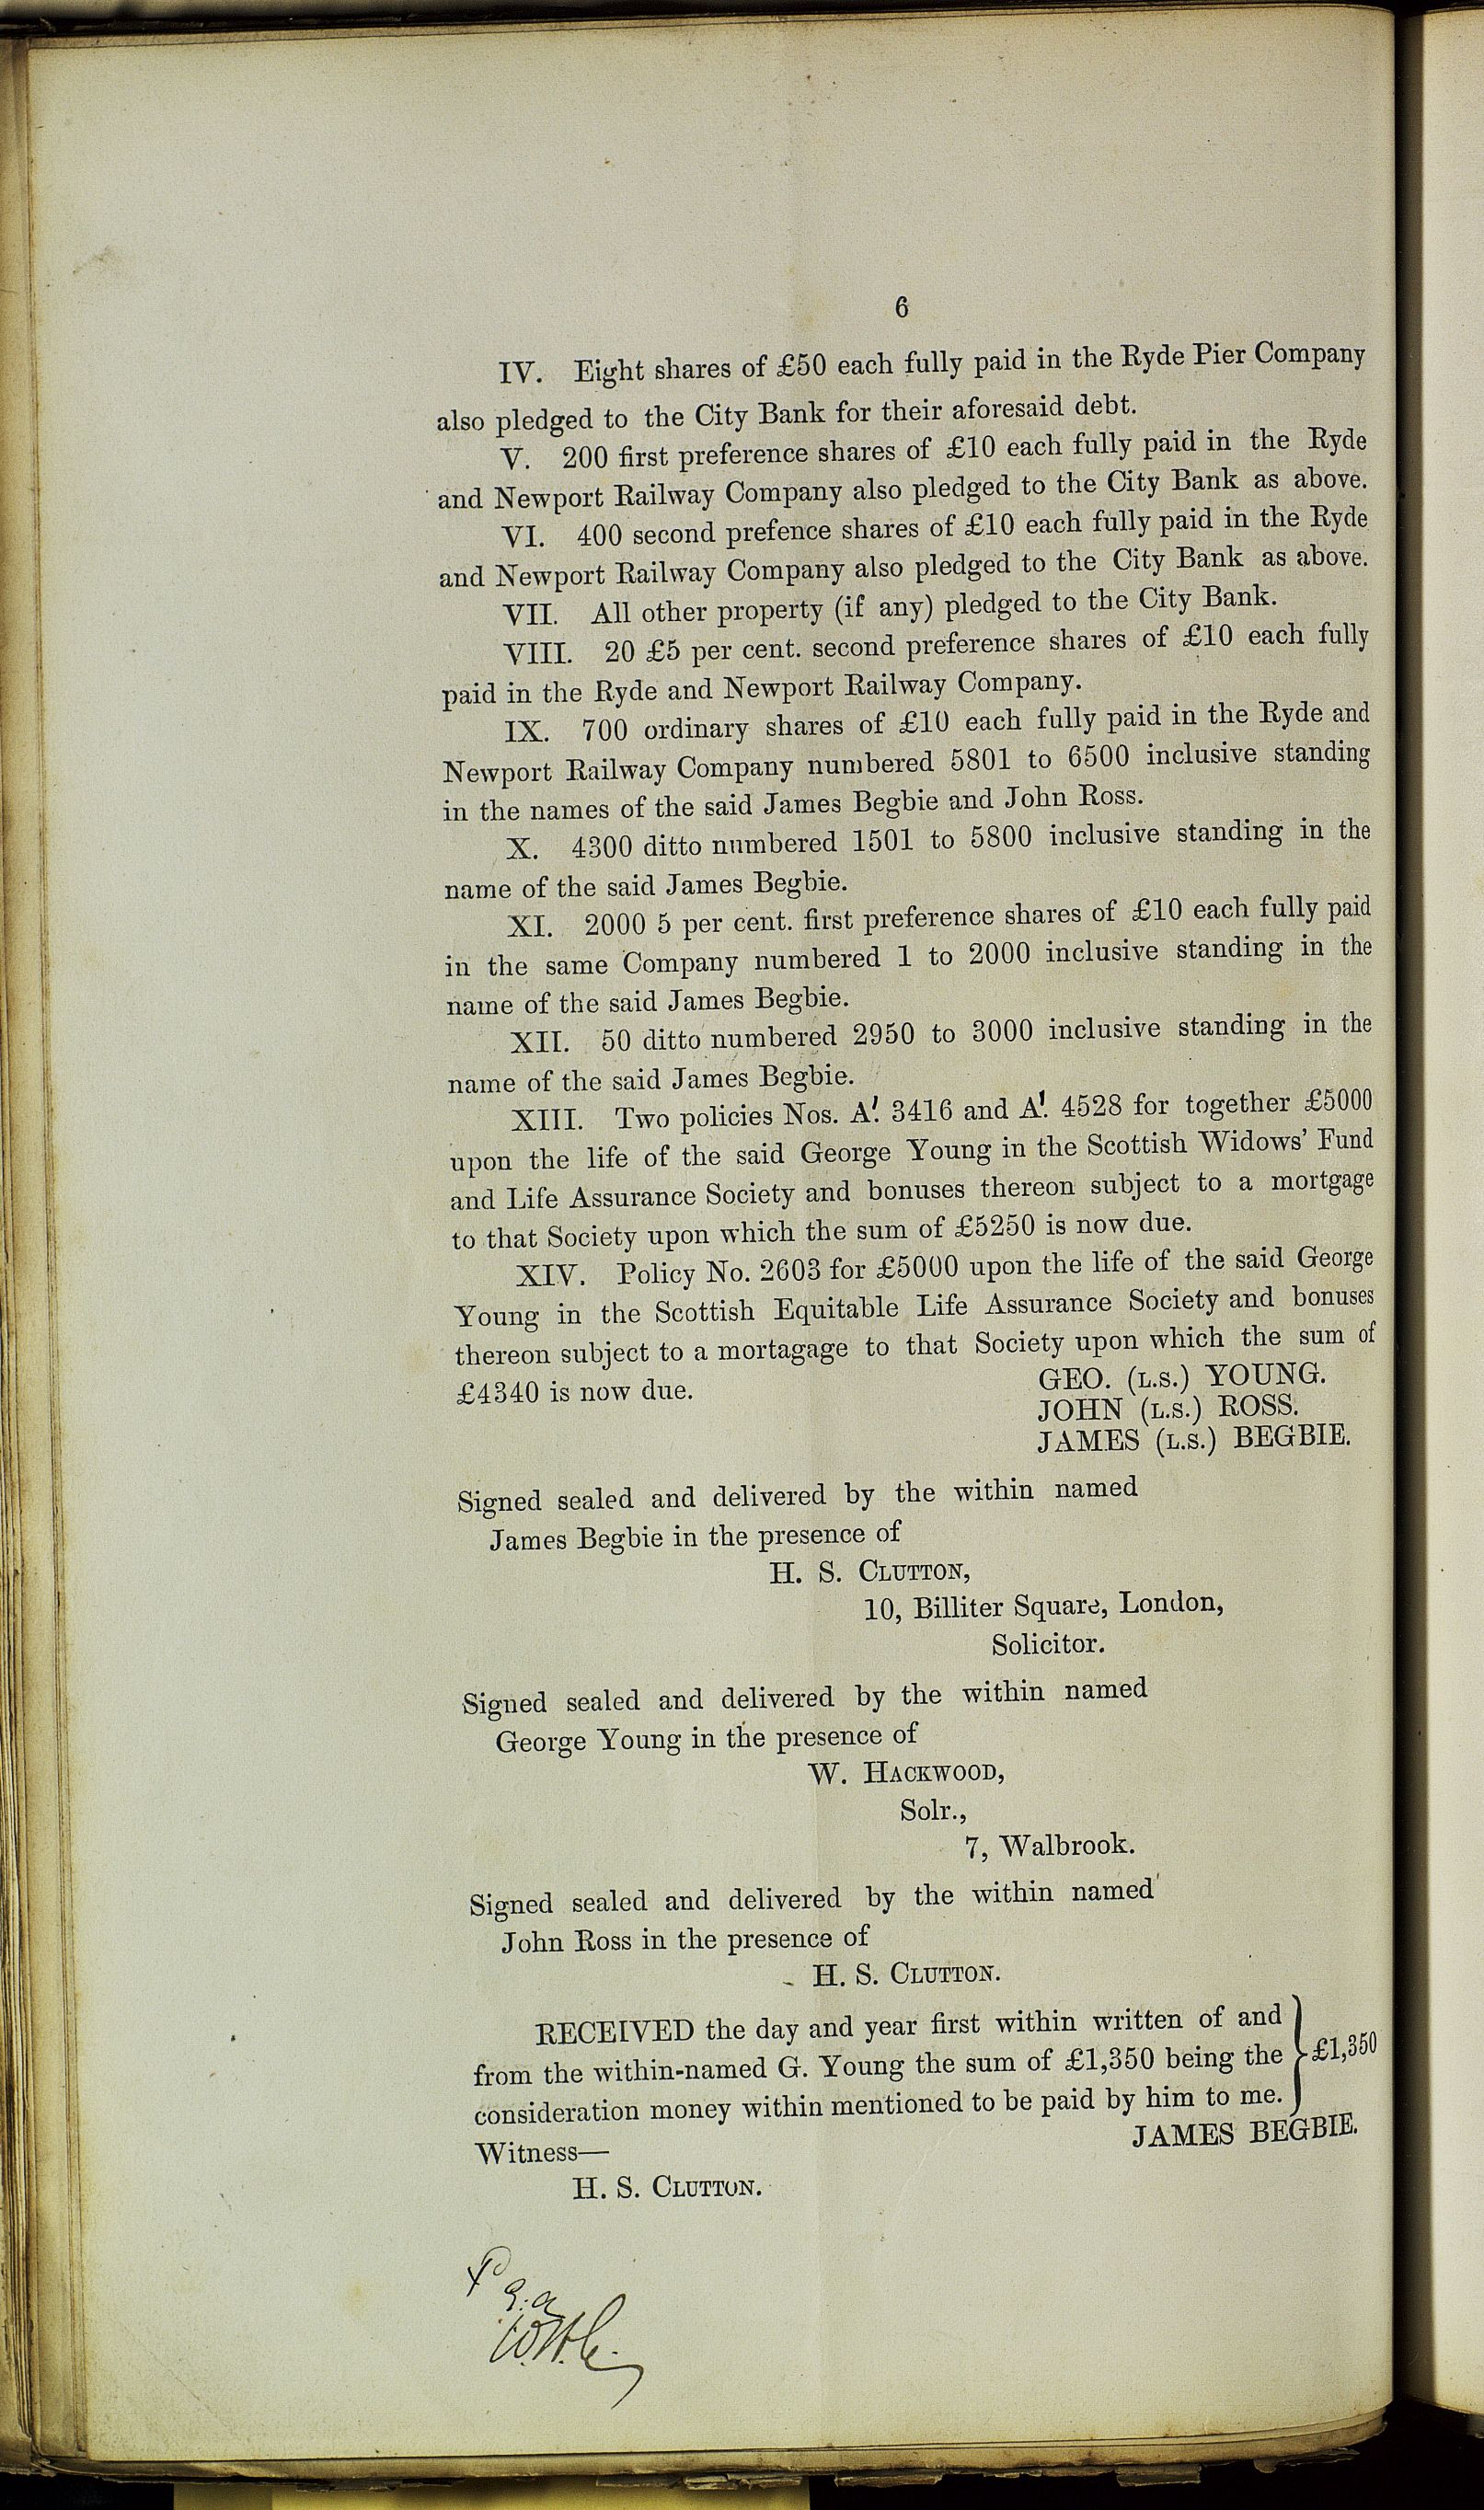 6
IV. Eight shares of £50 each fully paid in the Ryde Pier Company
also pledged to the City Bank for their aforesaid debt.
V. 200 first preference shares of £10 each fully paid in the Ryde
and Newport Railway Company also pledged to the City Bank as above.
VI. 400 second prefence shares of £10 each fully paid in the Ryde
and Newport Railway Company also pledged to the City Bank as above.
VII. All other property (if any) pledged to the City Bank.
VIII. 20 £5 per cent. second preference shares of £10 each fully
paid in the Ryde and Newport Railway Company.
IX. 700 ordinary shares of £10 each fully paid in the Ryde and
Newport Railway Company numbered 5801 to 6500 inclusive standing
in the names of the said James Begbie and John Ross.
X. 4300 ditto numbered 1501 to 5800 inclusive standing in the
name of the said James Begbie.
XI. 2000 5 per cent. first preference shares of £10 each fully paid
in the same Company numbered 1 to 2000 inclusive standing in the
name of the said James Begbie.
XII. 50 ditto numbered 2950 to 3000 inclusive standing in the
name of the said James Begbie.
XIII. Two policies Nos. A'. 3416 and A'. 4528 for together £5000
upon the life of the said George Young in the Scottish Widows' Fund
and Life Assurance Society and bonuses thereon subject to a mortgage
to that Society upon which the sum of £5250 is now due.
XIV. Policy No. 2603 for £5000 upon the life of the said George
Young in the Scottish Equitable Life Assurance Society and bonuses
thereon subject to a mortagage to that Society upon which the sum of
£4340 is now due.
GEO. (L.S.) YOUNG.
JOHN (L.S.) ROSS.
JAMES (L.S.) BEGBIE.
Signed sealed and delivered by the within named
James Begbie in the presence of
H. S. CLUTTON,
10, Billiter Square, London,
Solicitor.
Signed sealed and delivered by the within named
George Young in the presence of
W. HACKWOOD,
Solr.,
7, Walbrook.
Signed sealed and delivered by the within named
John Ross in the presence of
H. S. CLUTTON.
RECEIVED the day and year first within written of and
from the within-named G. Young the sum of £1,350 being the } £1,350
consideration money within mentioned to be paid by him to me.
JAMES BEGBIE.
Witness—
H. S. CLUTTON.